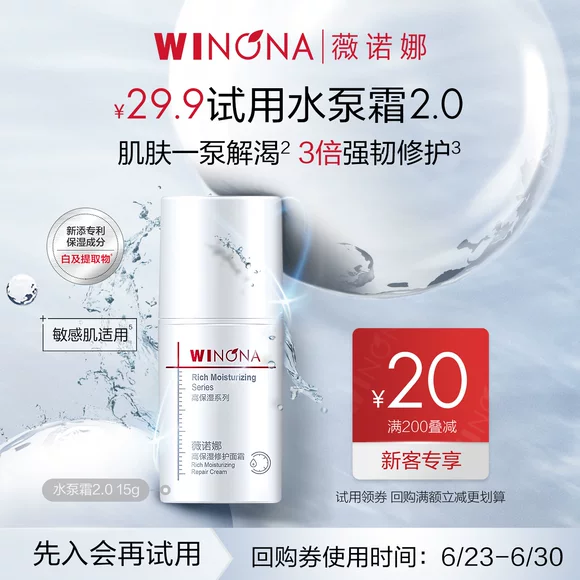 WINONA 薇诺娜
¥29.9试用水泵霜2.0
肌肤一泵解渴2 3倍强韧修护3
新添专利
保湿成分
白及提取物4
敏感肌适用5
WINONA
Rich Moisturizing
Series
高保湿系列
薇诺娜
高保湿修护面霜
Rich Moisturizing
Repair Cream
水泵霜2.0 15g
¥20
满200叠减
新客专享
试用领券 回购满额立减更划算
先入会再试用
回购券使用时间：6/23-6/30